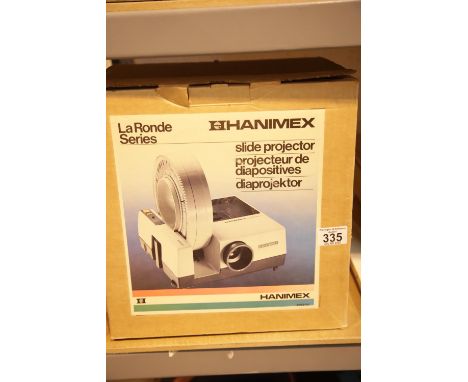 La Ronde
Series
HANIMEX
slide projector
projecteur de
diapositives
diaprojektor
335
HANIMEX